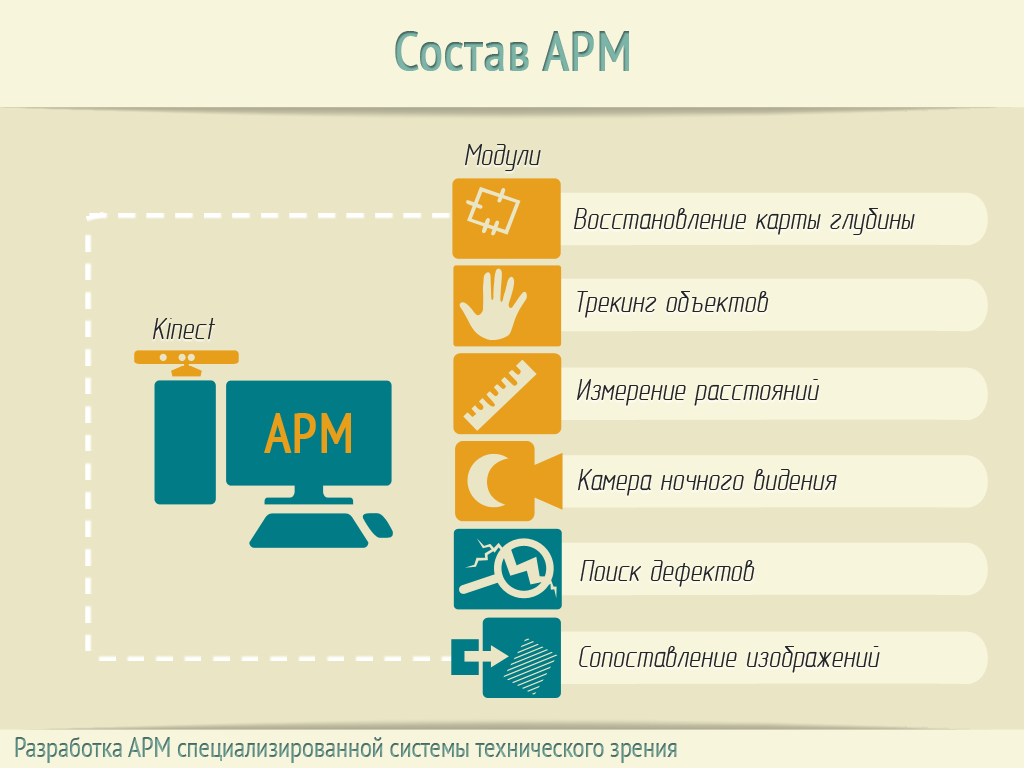 Состав АРМ
Модули
Восстановление карты глубины
Трекинг объектов
Kinect
Измерение расстояний
АРМ
Камера ночного видения
Поиск дефектов
Сопоставление изображений
Разработка АРМ специализированной системы технического зрения